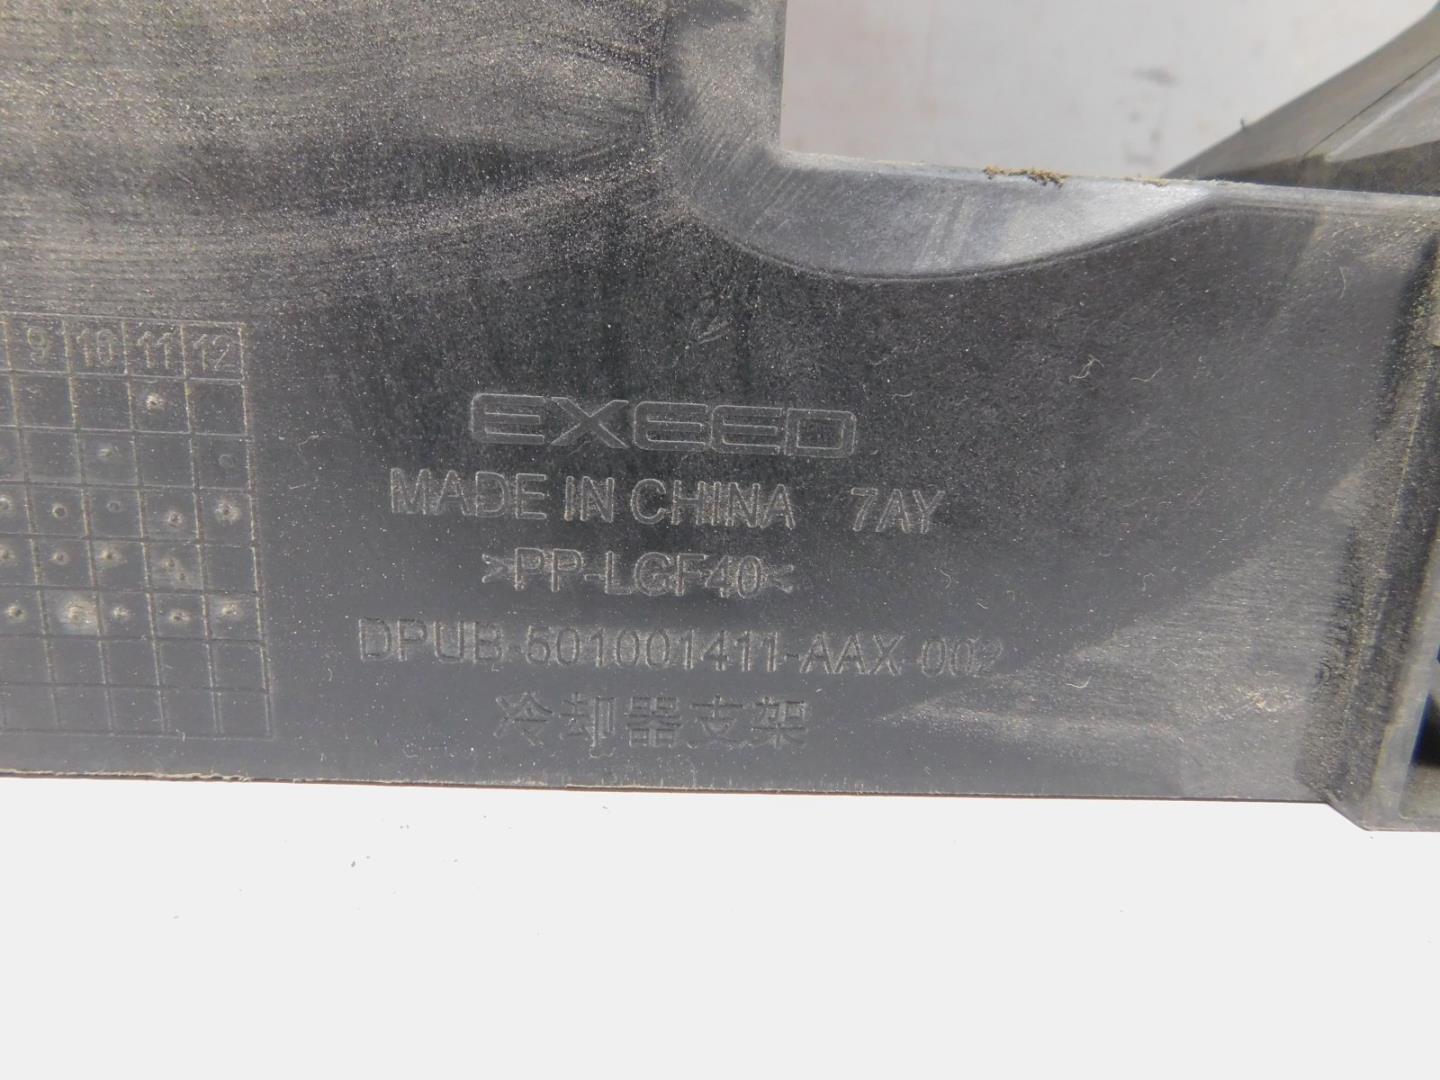 9 10 11 12
EXEED
MADE IN CHINA 7AY
>PP-LGF40<
DPUB-501001411-AAX 002
冷却器支架